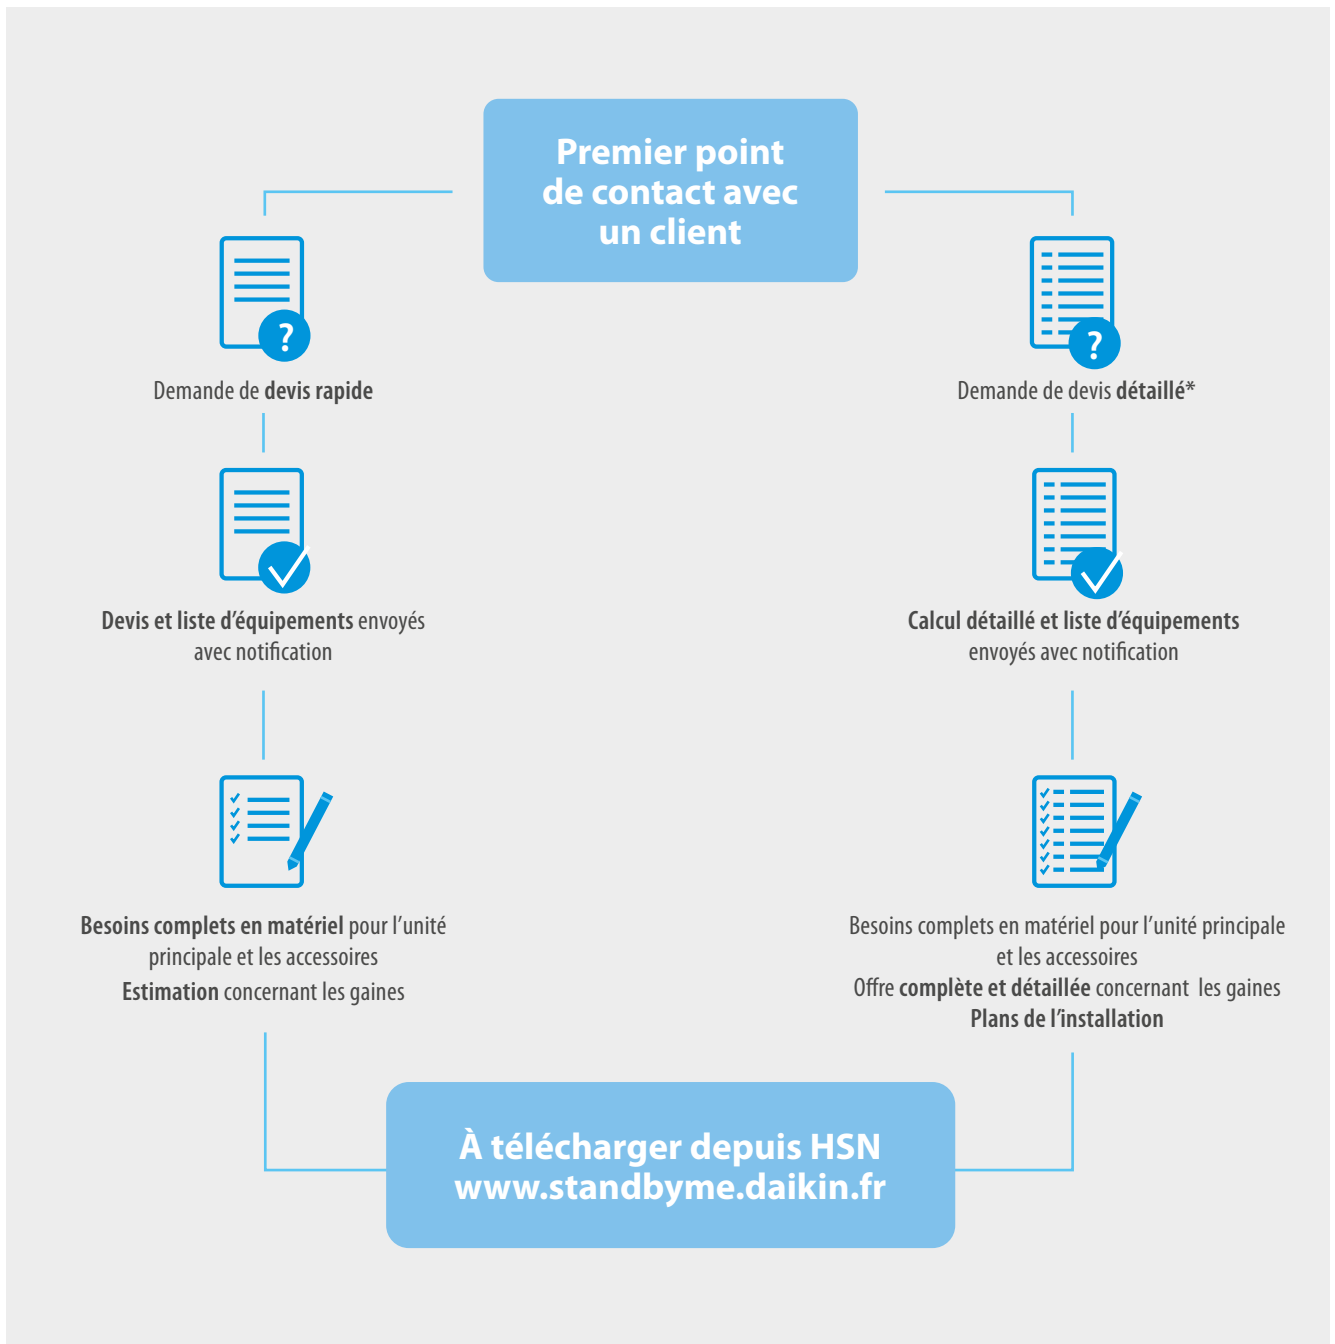 Premier point
de contact avec
un client
?
Demande de devis rapide
Devis et liste d’équipements envoyés
avec notification
Besoins complets en matériel pour l’unité
principale et les accessoires
Estimation concernant les gaines
?
Demande de devis détaillé*
Calcul détaillé et liste d’équipements
envoyés avec notification
Besoins complets en matériel pour l’unité principale
et les accessoires
Offre complète et détaillée concernant les gaines
Plans de l’installation
À télécharger depuis HSN
www.standbyme.daikin.fr